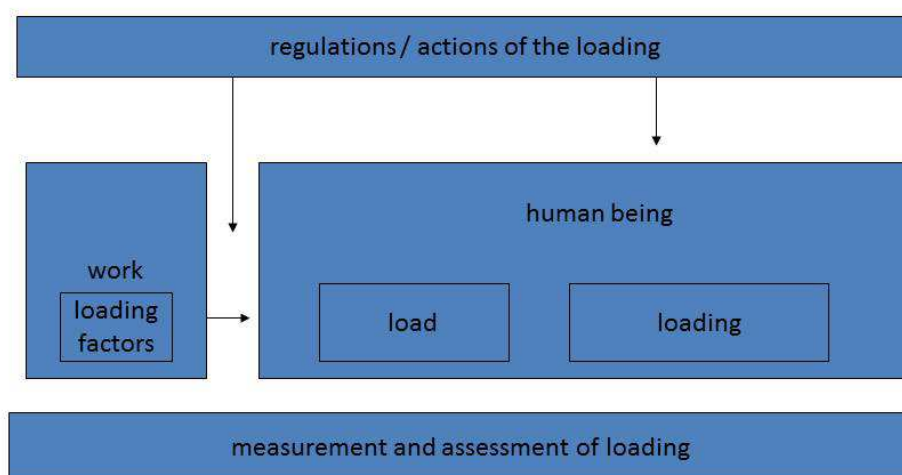 regulations / actions of the loading
human being
work
loading
factors
load
loading
measurement and assessment of loading